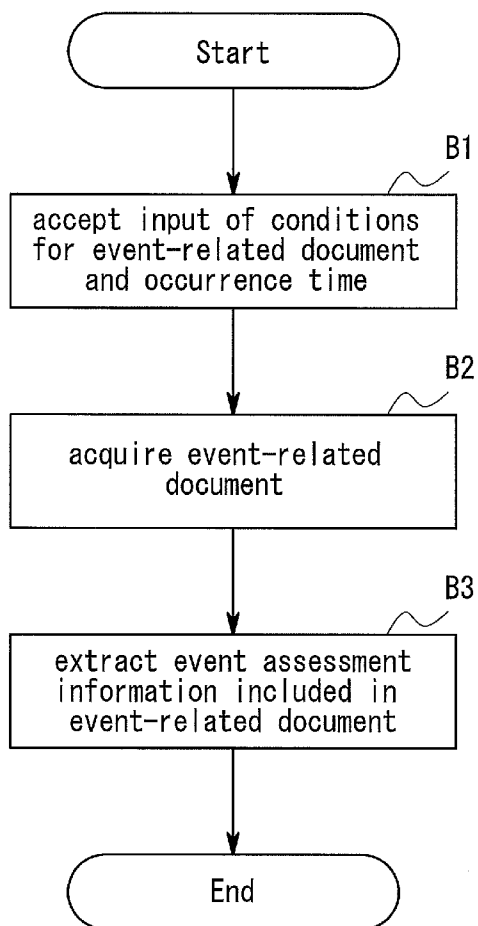 Start
B1
accept input of conditions
for event-related document
and occurrence time
B2
acquire event-related
document
B3
extract event assessment
information included in
event-related document
End